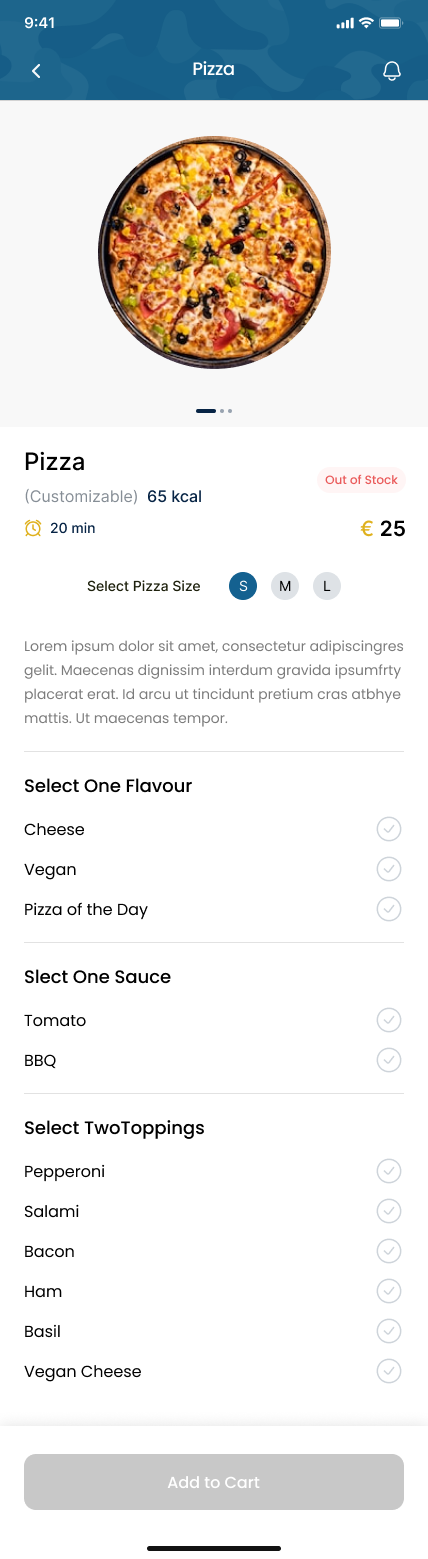 9:41
Pizza
Pizza
Out of Stock
(Customizable) 65 kcal
20 min
€ 25
Select Pizza Size S M L
Lorem ipsum dolor sit amet, consectetur adipiscingres
gelit. Maecenas dignissim interdum gravida ipsumfrty
placerat erat. Id arcu ut tincidunt pretium cras atbhye
mattis. Ut maecenas tempor.
Select One Flavour
Cheese
Vegan
Pizza of the Day
Slect One Sauce
Tomato
BBQ
Select TwoToppings
Pepperoni
Salami
Bacon
Ham
Basil
Vegan Cheese
Add to Cart